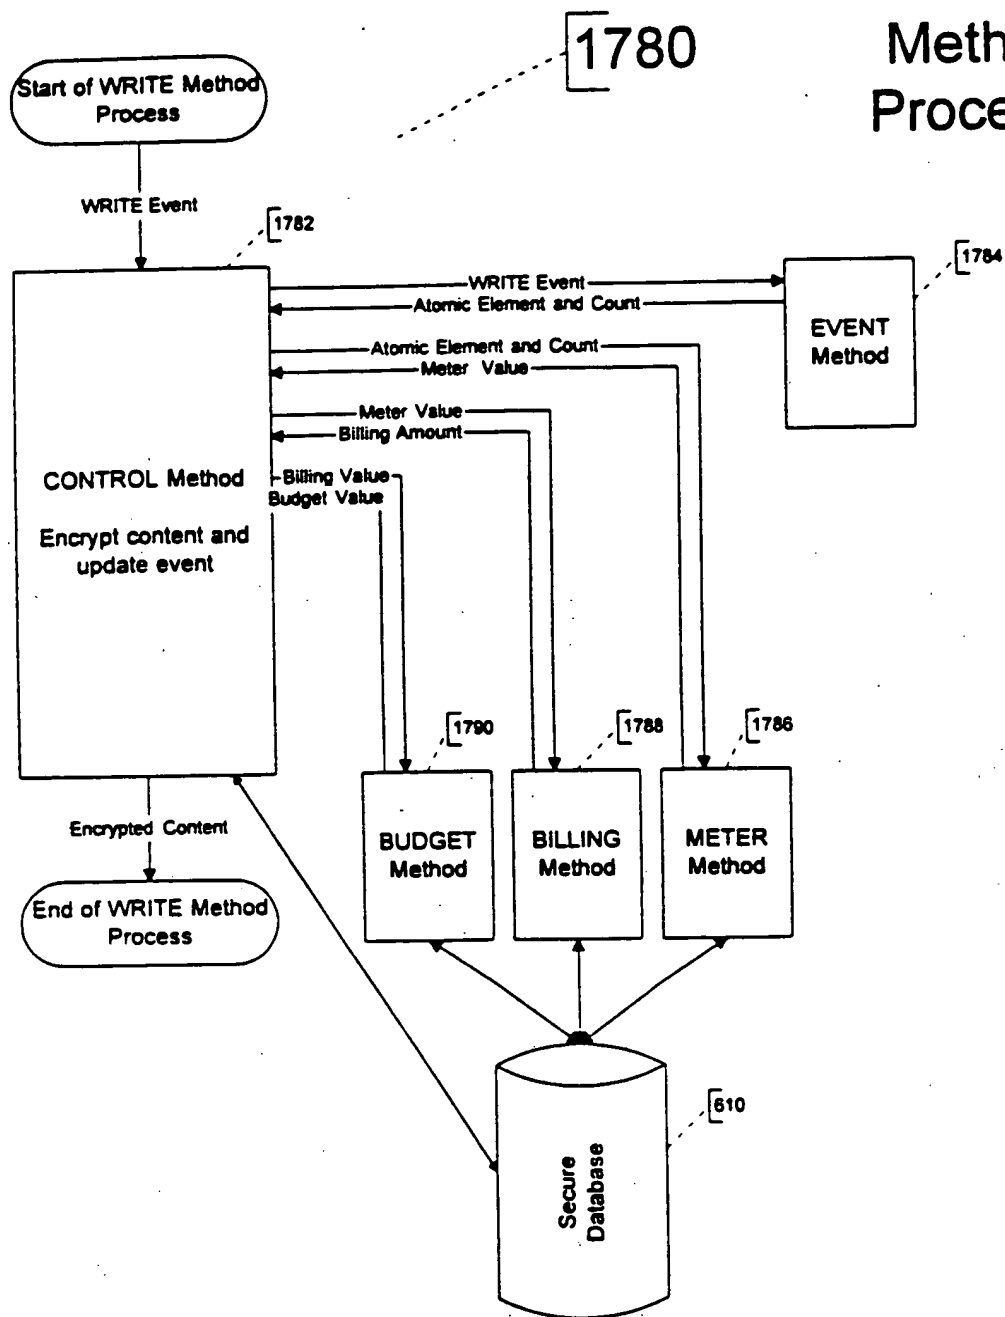 1780
Meth
Proce
Start of WRITE Method
Process
WRITE Event
1782
1784
WRITE Event
Atomic Element and Count
EVENT
Method
Atomic Element and Count
Meter Value
Meter Value
Billing Amount
CONTROL Method
Encrypt content and
update event
Billing Value
Budget Value
1790
1788
1786
Encrypted Content
BUDGET
Method
BILLING
Method
METER
Method
End of WRITE Method
Process
610
Secure
Database